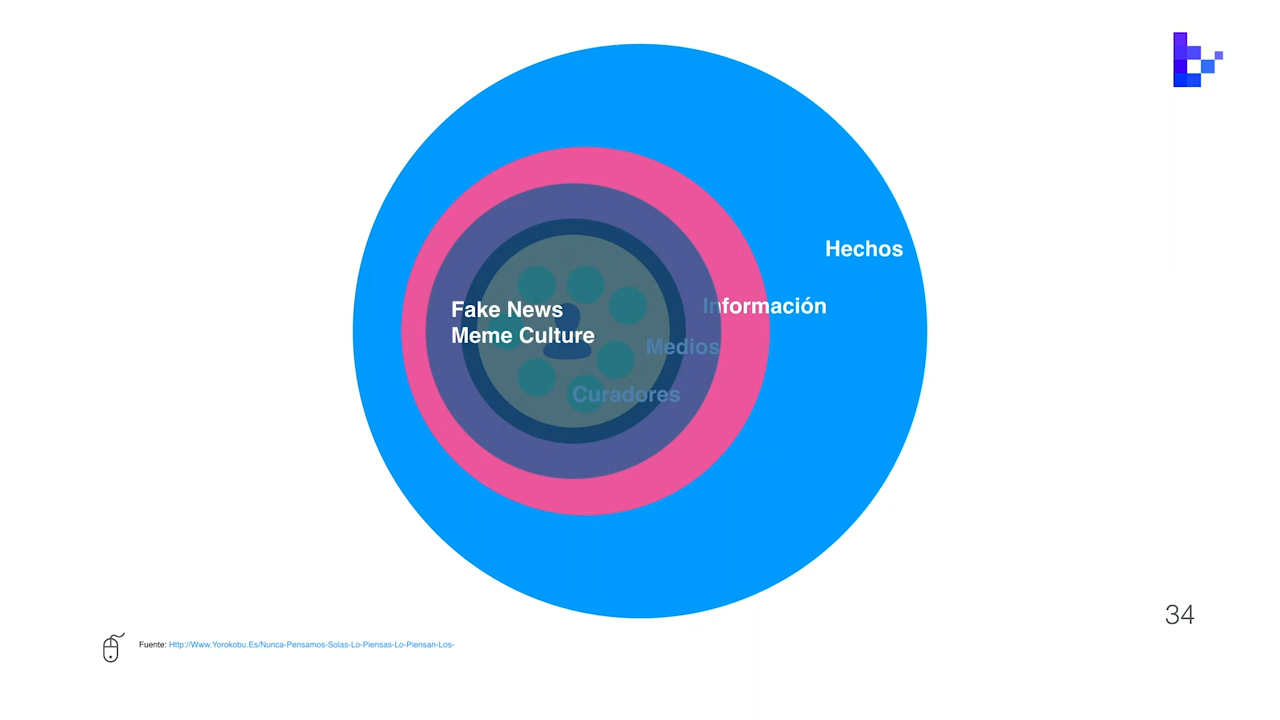 Hechos
Información
Fake News
Meme Culture
Medios
Curadores
34
Fuente: Http://Www.Yorokobu.Es/Nunca-Pensamos-Solas-Lo-Piensas-Lo-Piensan-Los-